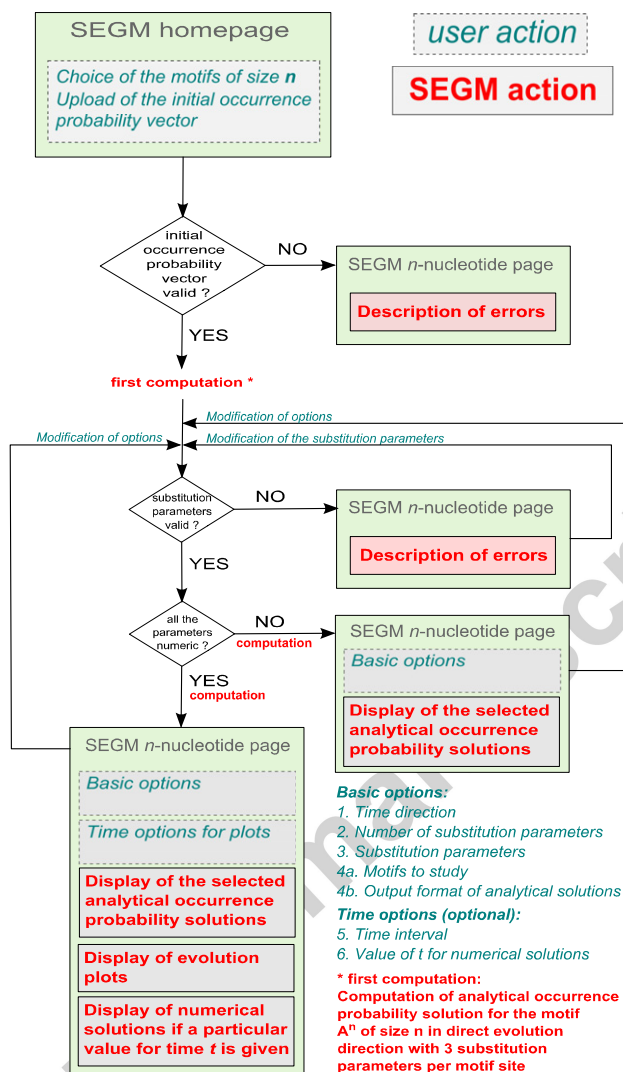 SEGM homepage
Choice of the motifs of size n
Upload of the initial occurrence
probability vector
user action
SEGM action
initial
occurrence
probability
vector
valid ?
NO
SEGM n-nucleotide page
Description of errors
YES
first computation *
Modification of options
Modification of options
Modification of the substitution parameters
substitution
parameters
valid ?
NO
SEGM n-nucleotide page
Description of errors
YES
all the
parameters
numeric ?
NO
computation
SEGM n-nucleotide page
Basic options
Display of the selected
analytical occurrence
probability solutions
YES
computation
SEGM n-nucleotide page
Basic options
Time options for plots
Display of the selected
analytical occurrence
probability solutions
Display of evolution
plots
Display of numerical
solutions if a particular
value for time t is given
Basic options:
1. Time direction
2. Number of substitution parameters
3. Substitution parameters
4a. Motifs to study
4b. Output format of analytical solutions
Time options (optional):
5. Time interval
6. Value of t for numerical solutions
* first computation:
Computation of analytical occurrence
probability solution for the motif
Aⁿ of size n in direct evolution
direction with 3 substitution
parameters per motif site